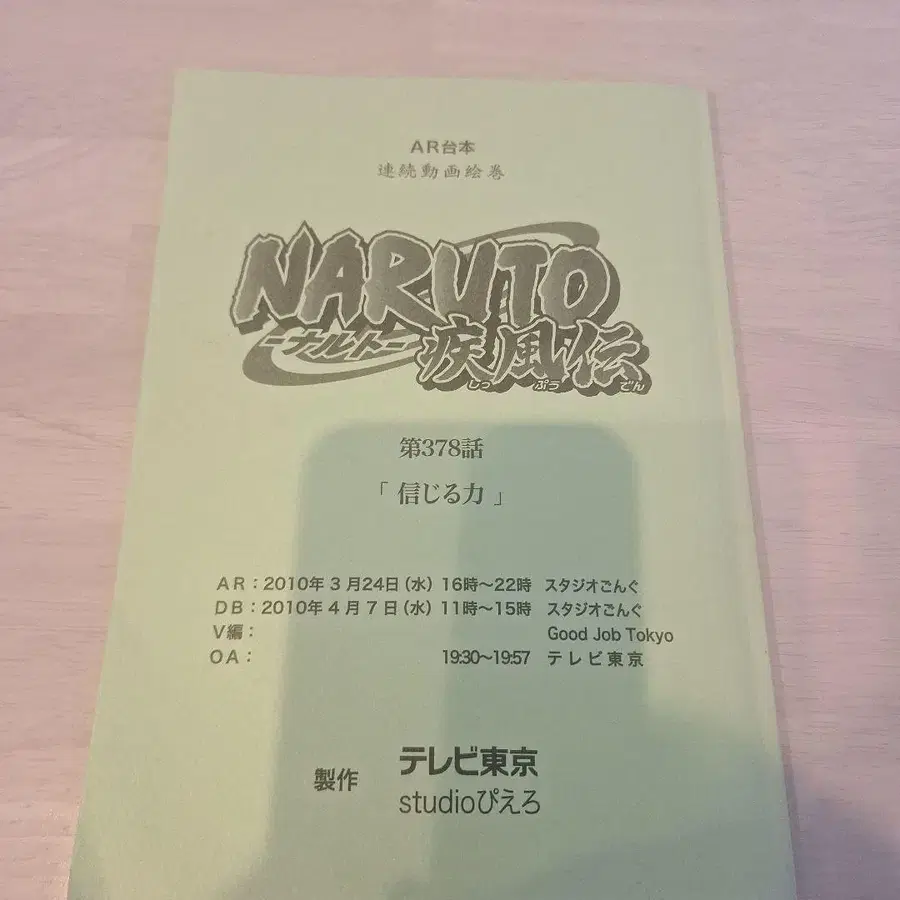 AR台本
連続動画絵巻
NARUTO
-ナルト-
疾風伝
しっぷうでん
第378話
「 信じる力 」
AR:2010年 3月24日(水) 16時~22時 スタジオごんぐ
DB:2010年 4月 7日(水) 11時~15時 スタジオごんぐ
V編: Good Job Tokyo
OA: 19:30~19:57 テレビ東京
製作 テレビ東京
studioぴえろ